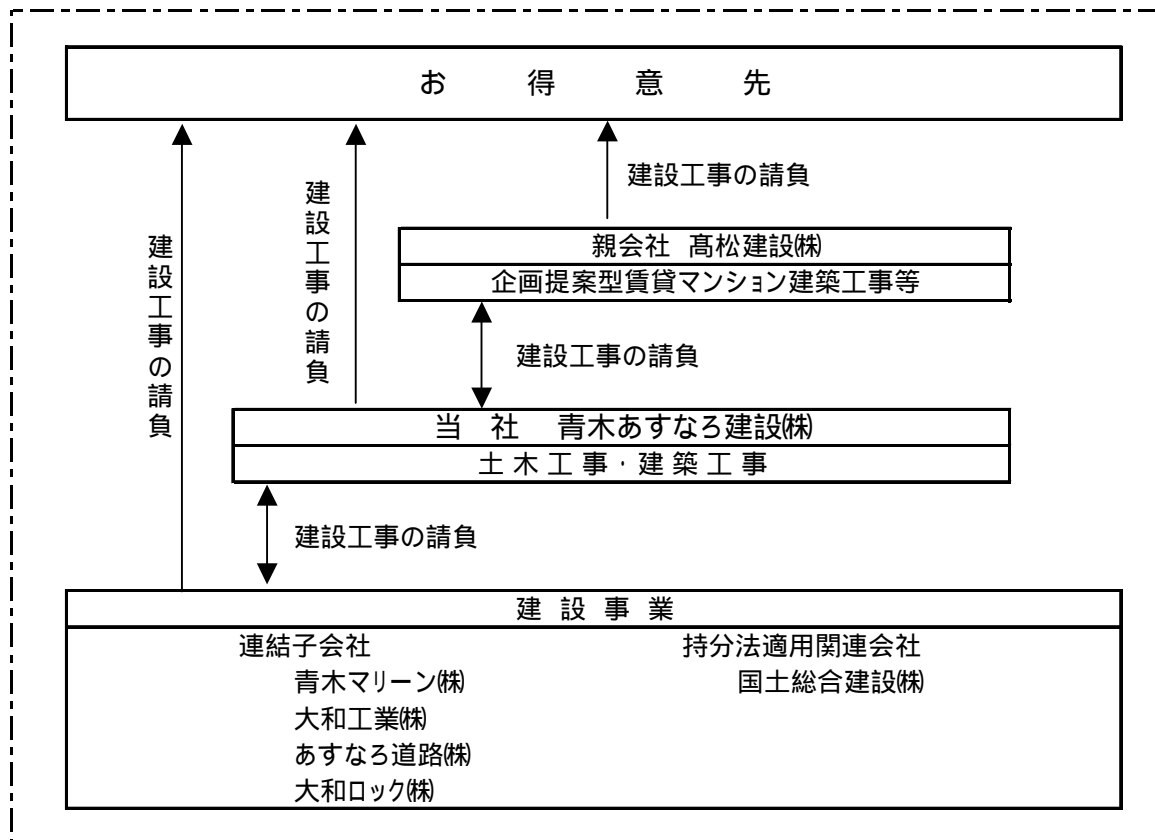 お得意先
建設工事の請負
建設工事の請負
建設工事の請負
親会社 髙松建設㈱
企画提案型賃貸マンション建築工事等
建設工事の請負
当社 青木あすなろ建設㈱
土木工事・建築工事
建設工事の請負
建設事業
連結子会社
青木マリーン㈱
大和工業㈱
あすなろ道路㈱
大和ロック㈱
持分法適用関連会社
国土総合建設㈱